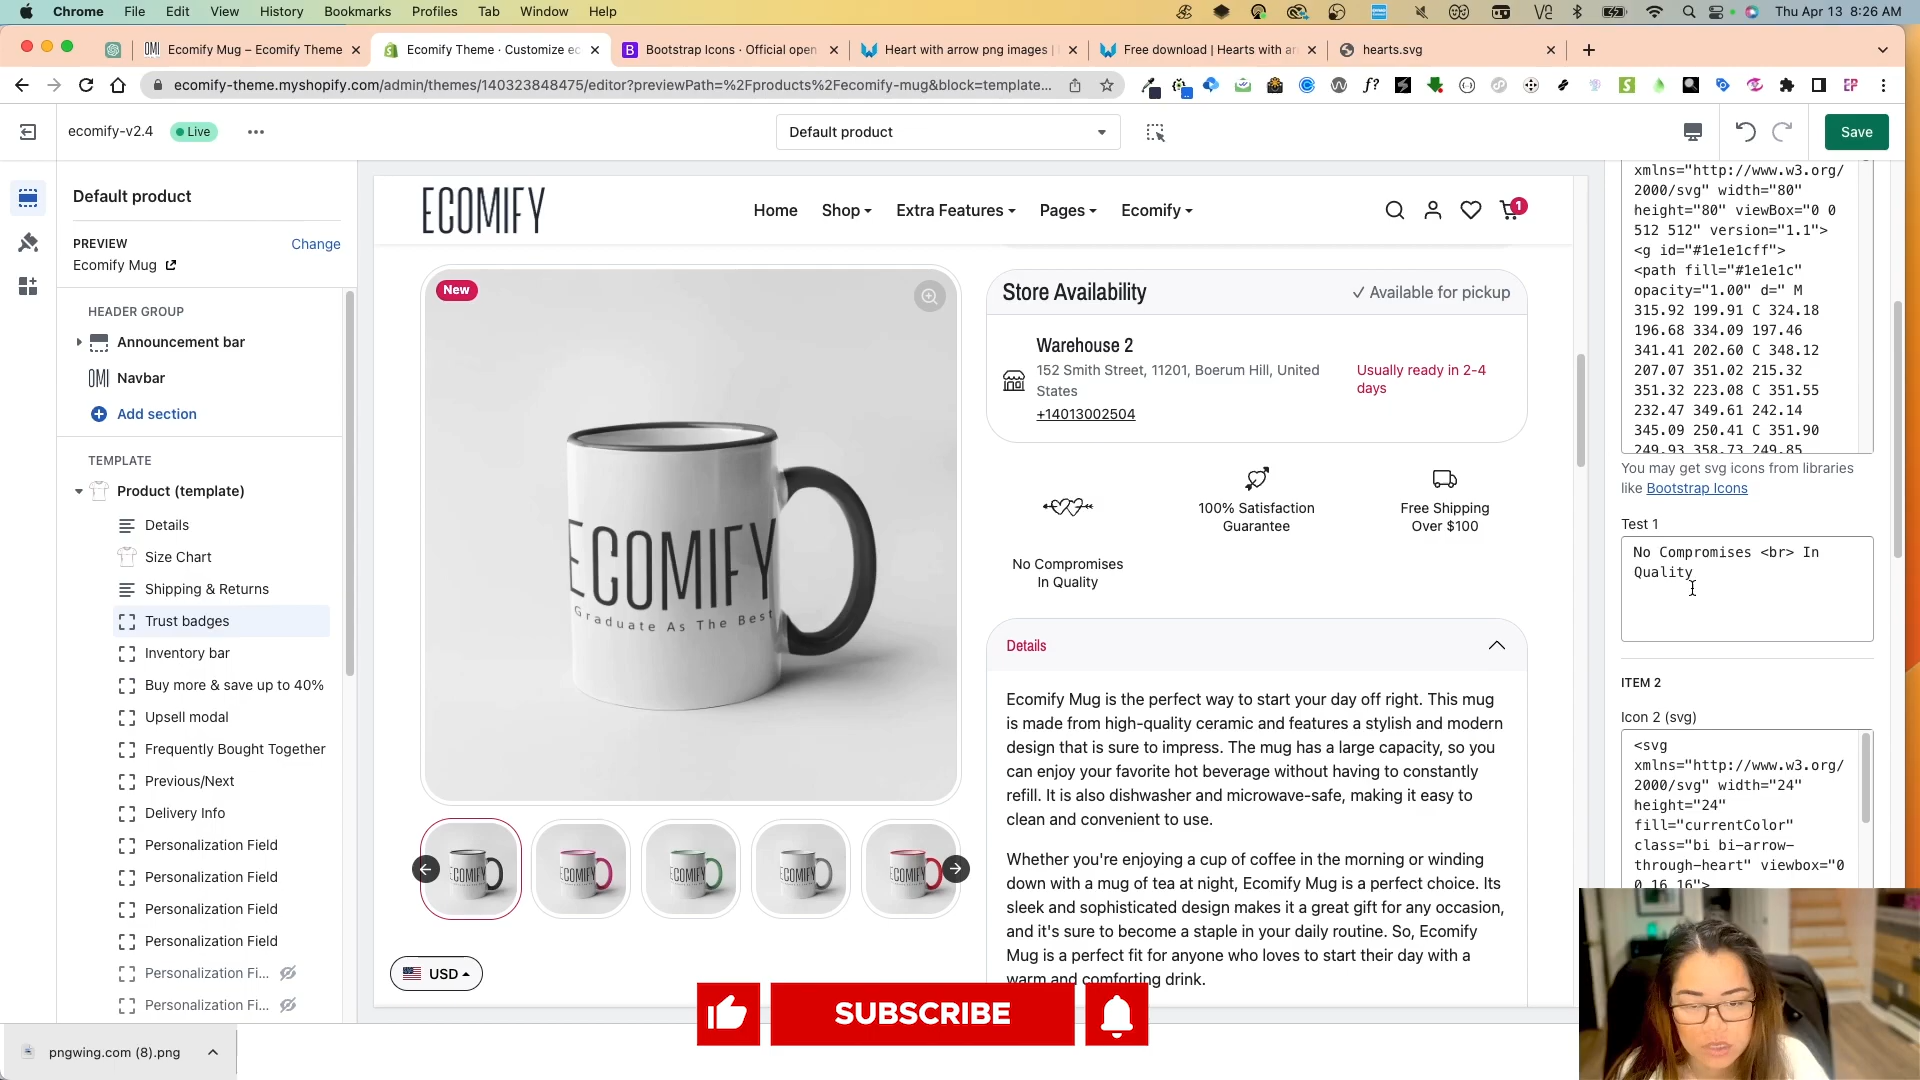 Chrome File Edit View History Bookmarks Profiles Tab Window Help
Thu Apr 13 8:26 AM
Ecomify Mug – Ecomify Theme
Ecomify Theme · Customize ec
Bootstrap Icons · Official open
Heart with arrow png images |
Free download | Hearts with ar
hearts.svg
ecomify-theme.myshopify.com/admin/themes/140323848475/editor?previewPath=%2Fproducts%2Fecomify-mug&block=template...
ecomify-v2.4
Live
Default product
Save
Default product
PREVIEW
Change
Ecomify Mug
HEADER GROUP
Announcement bar
Navbar
Add section
TEMPLATE
Product (template)
Details
Size Chart
Shipping & Returns
Trust badges
Inventory bar
Buy more & save up to 40%
Upsell modal
Frequently Bought Together
Previous/Next
Delivery Info
Personalization Field
Personalization Field
Personalization Field
Personalization Field
Personalization Fi...
Personalization Fi...
ECOMIFY
Home Shop Extra Features Pages Ecomify
1
New
ECOMIFY
Graduate As The Best
USD
Store Availability
✓ Available for pickup
Warehouse 2
152 Smith Street, 11201, Boerum Hill, United
States
+14013002504
Usually ready in 2-4
days
No Compromises
In Quality
100% Satisfaction
Guarantee
Free Shipping
Over $100
Details
Ecomify Mug is the perfect way to start your day off right. This mug
is made from high-quality ceramic and features a stylish and modern
design that is sure to impress. The mug has a large capacity, so you
can enjoy your favorite hot beverage without having to constantly
refill. It is also dishwasher and microwave-safe, making it easy to
clean and convenient to use.
Whether you're enjoying a cup of coffee in the morning or winding
down with a mug of tea at night, Ecomify Mug is a perfect choice. Its
sleek and sophisticated design makes it a great gift for any occasion,
and it's sure to become a staple in your daily routine. So, Ecomify
Mug is a perfect fit for anyone who loves to start their day with a
warm and comforting drink.
SUBSCRIBE
xmlns="http://www.w3.org/
2000/svg" width="80"
height="80" viewBox="0 0
512 512" version="1.1">
<g id="#1e1e1cff">
<path fill="#1e1e1c"
opacity="1.00" d=" M
315.92 199.91 C 324.18
196.68 334.09 197.46
341.41 202.60 C 348.12
207.07 351.02 215.32
351.32 223.08 C 351.55
232.47 349.61 242.14
345.09 250.41 C 351.90
249.93 358.73 249.85
You may get svg icons from libraries
like Bootstrap Icons
Test 1
No Compromises <br> In
Quality
ITEM 2
Icon 2 (svg)
<svg
xmlns="http://www.w3.org/
2000/svg" width="24"
height="24"
fill="currentColor"
class="bi bi-arrow-
through-heart" viewbox="0
0 16 16">
pngwing.com (8).png